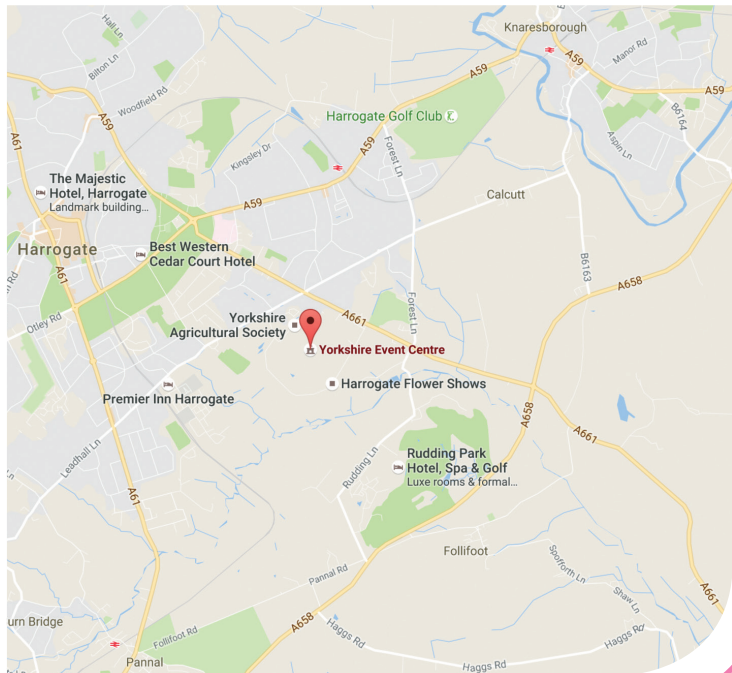 Knaresborough
Hall Ln
Bilton Ln
Woodfield Rd
A59
A61
A59
Manor Rd
A59
B6164
Aspin Ln
Harrogate Golf Club
Kingsley Dr
A59
Forest Ln
The Majestic
Hotel, Harrogate
Landmark building...
A59
Calcutt
Harrogate
Best Western
Cedar Court Hotel
A61
B6163
A658
Otley Rd
Yorkshire
Agricultural Society
A661
Forest Ln
Yorkshire Event Centre
Harrogate Flower Shows
Premier Inn Harrogate
A658
A661
Leadhall Ln
Rudding Ln
Rudding Park
Hotel, Spa & Golf
Luxe rooms & formal...
A61
Follifoot
Pannal Rd
Spofforth Ln
Shaw Ln
A661
urn Bridge
Follifoot Rd
A658
Haggs Rd
Haggs Rd
Haggs Rd
Pannal